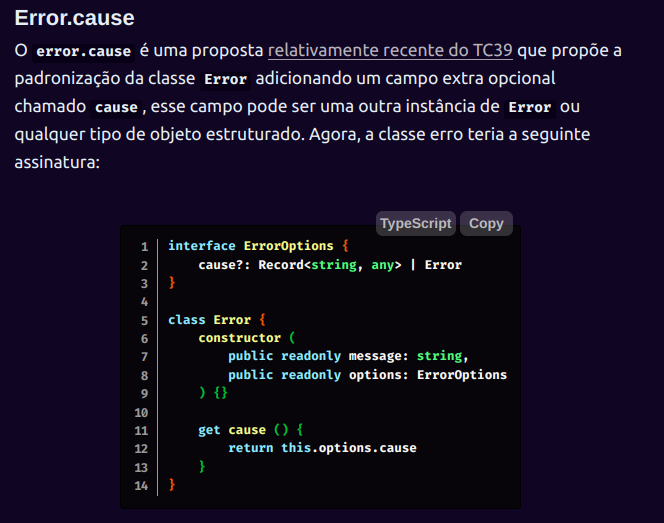 Error.cause
O error.cause é uma proposta relativamente recente do TC39 que propõe a
padronização da classe Error adicionando um campo extra opcional
chamado cause, esse campo pode ser uma outra instância de Error ou
qualquer tipo de objeto estruturado. Agora, a classe erro teria a seguinte
assinatura:
TypeScript Copy
1 interface ErrorOptions {
2     cause?: Record<string, any> | Error
3 }
4
5 class Error {
6     constructor (
7         public readonly message: string,
8         public readonly options: ErrorOptions
9     ) {}
10
11     get cause () {
12         return this.options.cause
13     }
14 }